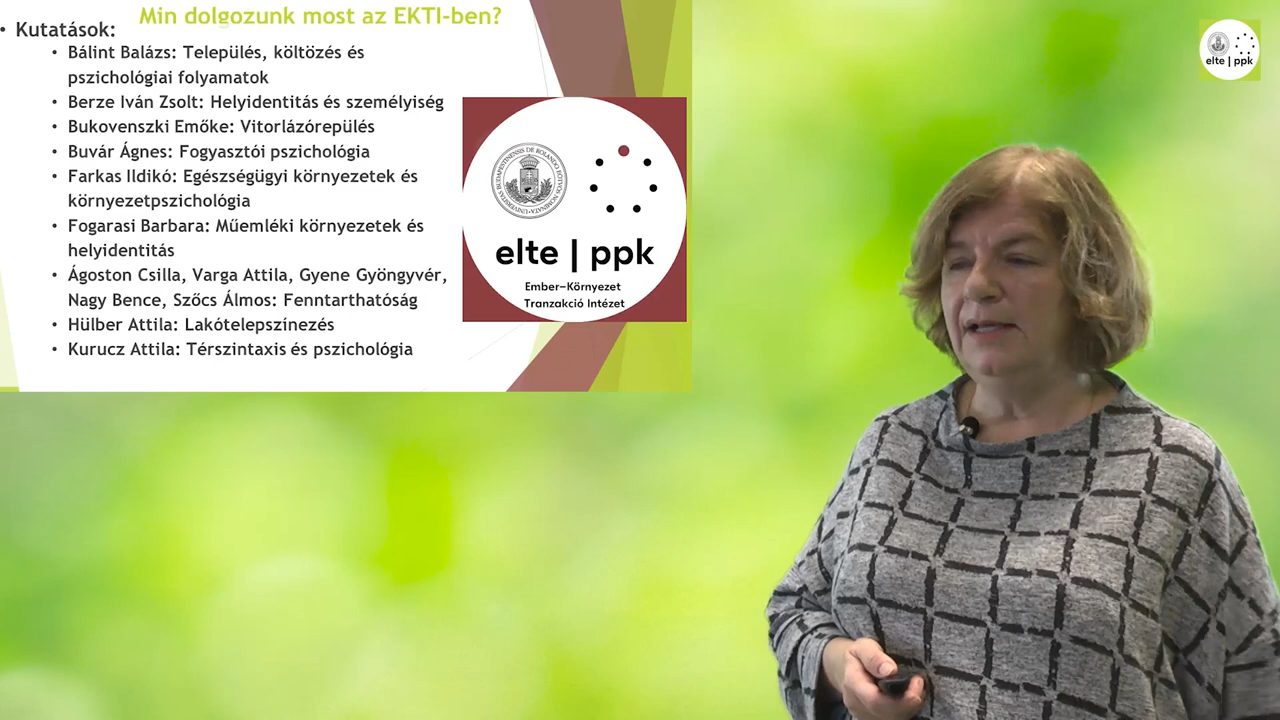 Min dolgozunk most az EKTI-ben?
• Kutatások:
• Bálint Balázs: Település, költözés és
pszichológiai folyamatok
• Berze Iván Zsolt: Helyidentitás és személyiség
• Bukovenszki Emőke: Vitorlázórepülés
• Buvár Ágnes: Fogyasztói pszichológia
• Farkas Ildikó: Egészségügyi környezetek és
környezetpszichológia
• Fogarasi Barbara: Műemléki környezetek és
helyidentitás
• Ágoston Csilla, Varga Attila, Gyene Gyöngyvér,
Nagy Bence, Szőcs Álmos: Fenntarthatóság
• Hülber Attila: Lakótelepszínezés
• Kurucz Attila: Térszintaxis és pszichológia
elte | ppk
Ember–Környezet
Tranzakció Intézet
elte | ppk